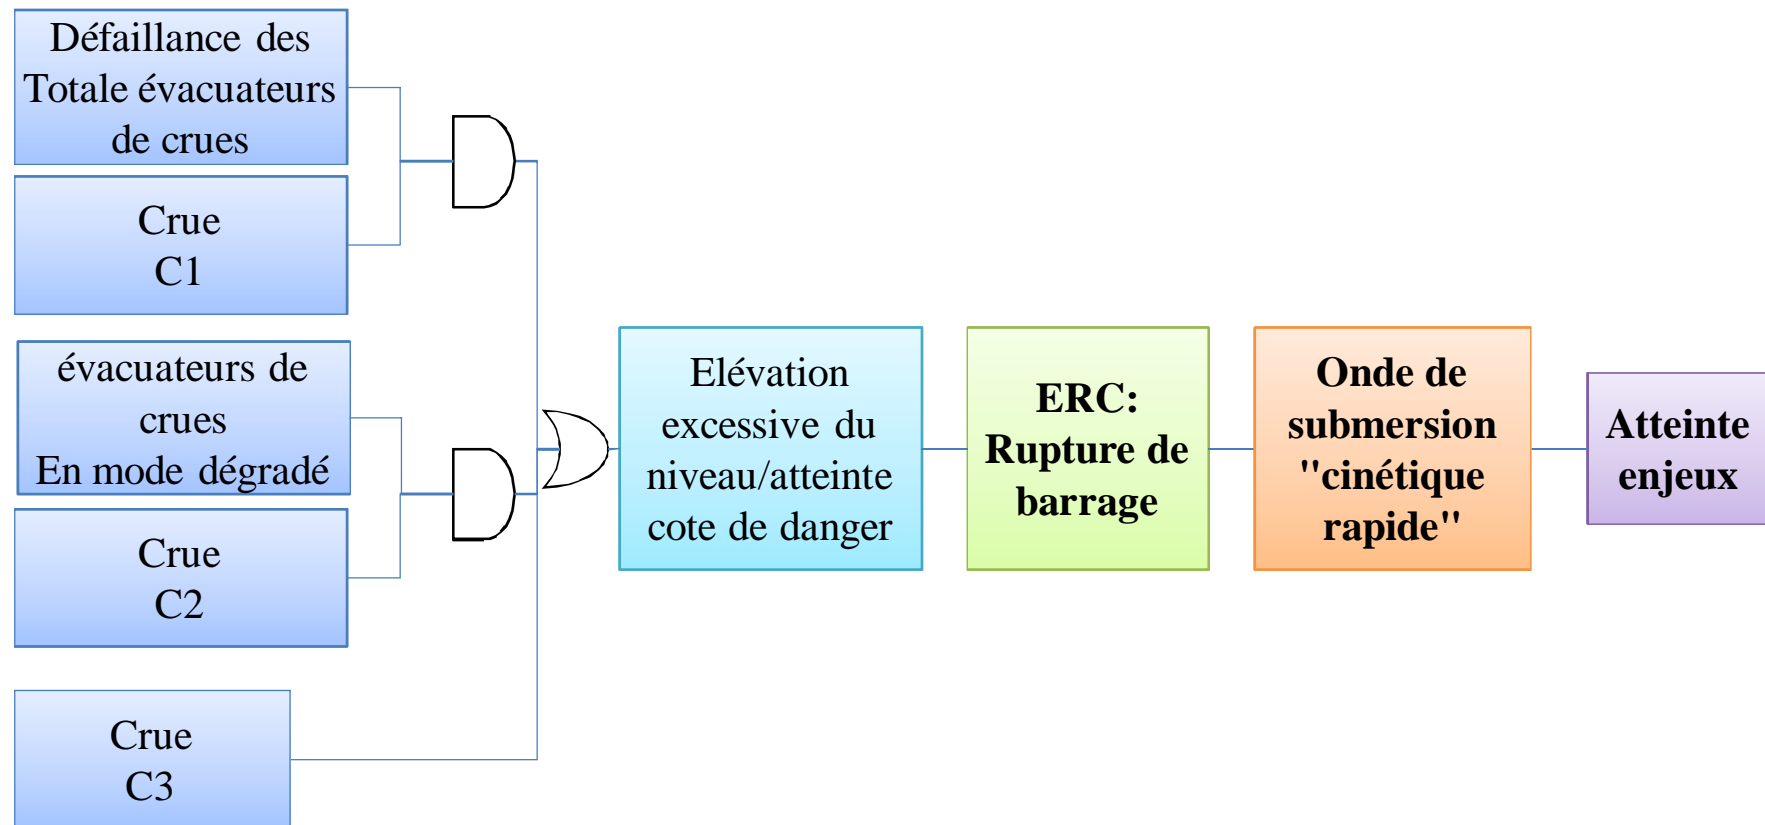 Défaillance des
Totale évacuateurs
de crues
Crue
C1
évacuateurs de
crues
En mode dégradé
Crue
C2
Crue
C3
Elévation
excessive du
niveau/atteinte
cote de danger
ERC:
Rupture de
barrage
Onde de
submersion
"cinétique
rapide"
Atteinte
enjeux